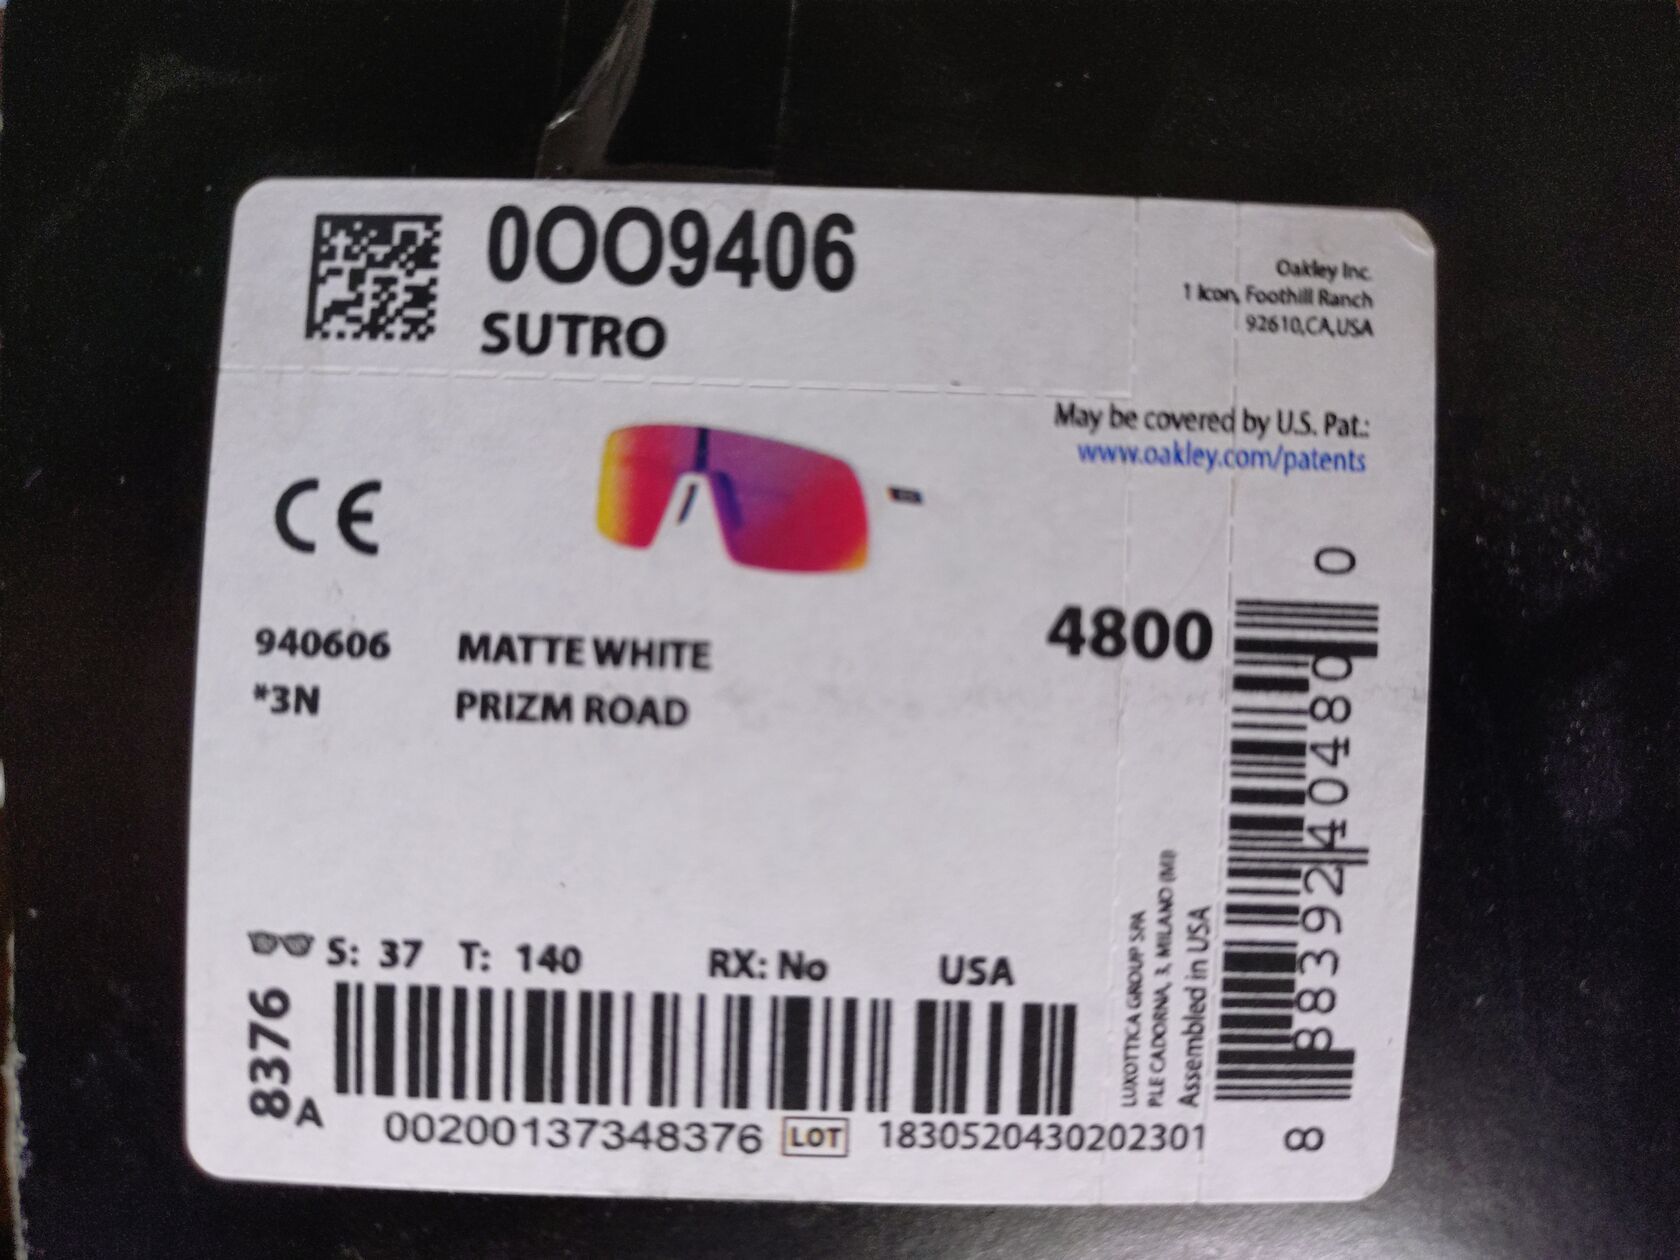 0OO9406
SUTRO
Oakley Inc.
1 Icon, Foothill Ranch
92610,CA,USA
May be covered by U.S. Pat.:
www.oakley.com/patents
CE
940606 MATTE WHITE 4800
*3N PRIZM ROAD
S: 37 T: 140 RX: No USA
8376
A
00200137348376 LOT 1830520430202301
LUXOTTICA GROUP SPA
PLE CADORNA, 3, MILANO (MI)
Assembled in USA
8 88392 40480 0